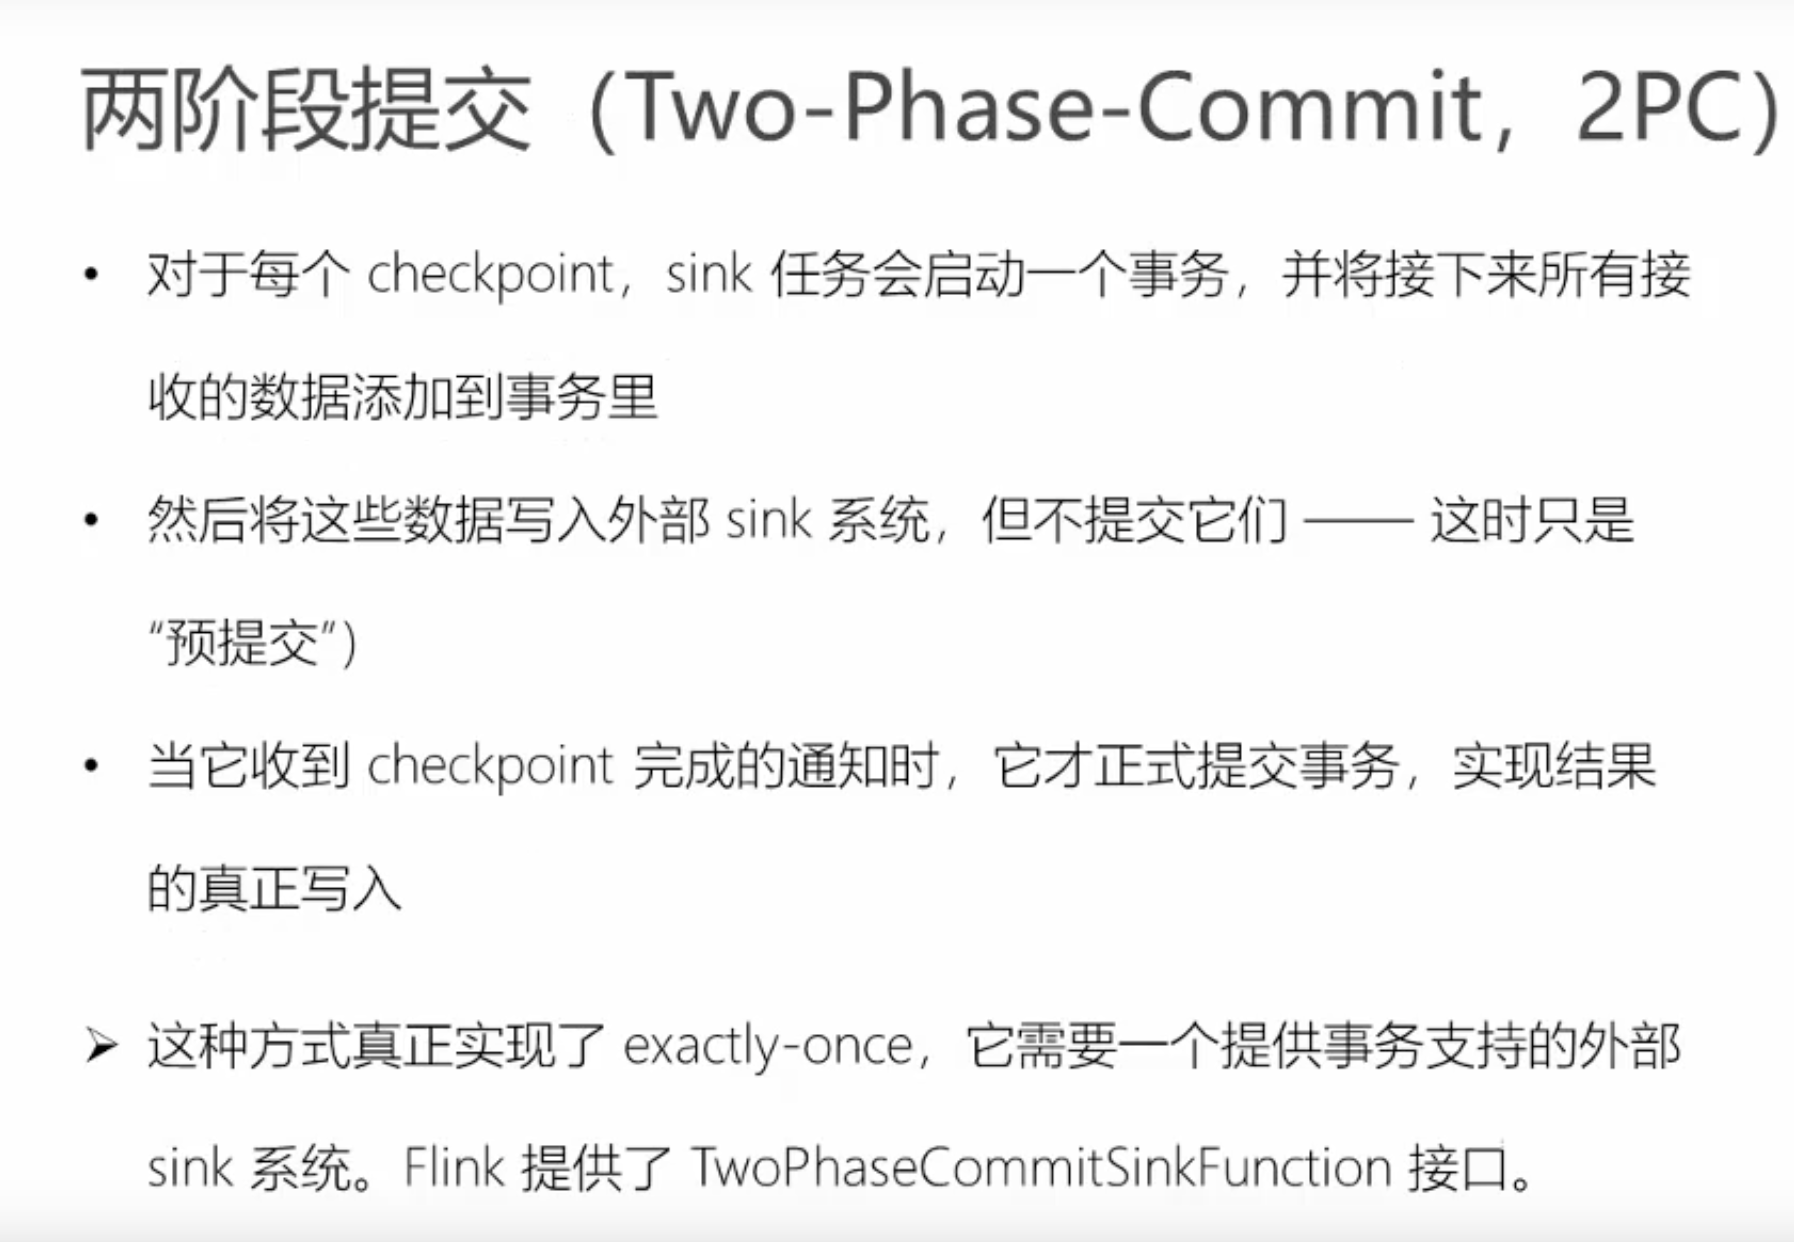 两阶段提交（Two-Phase-Commit，2PC）
• 对于每个 checkpoint，sink 任务会启动一个事务，并将接下来所有接
收的数据添加到事务里
• 然后将这些数据写入外部 sink 系统，但不提交它们 —— 这时只是
“预提交”）
• 当它收到 checkpoint 完成的通知时，它才正式提交事务，实现结果
的真正写入
➢ 这种方式真正实现了 exactly-once，它需要一个提供事务支持的外部
sink 系统。Flink 提供了 TwoPhaseCommitSinkFunction 接口。